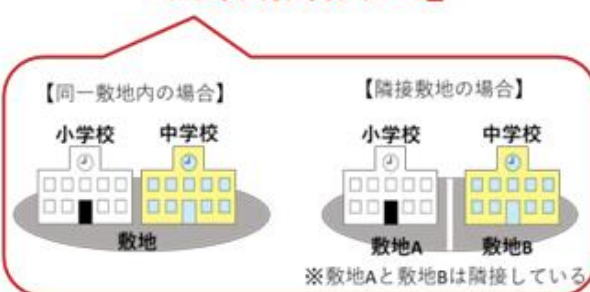 【同一敷地内の場合】
小学校 中学校
敷地
【隣接敷地の場合】
小学校 中学校
敷地A 敷地B
※敷地Aと敷地Bは隣接している